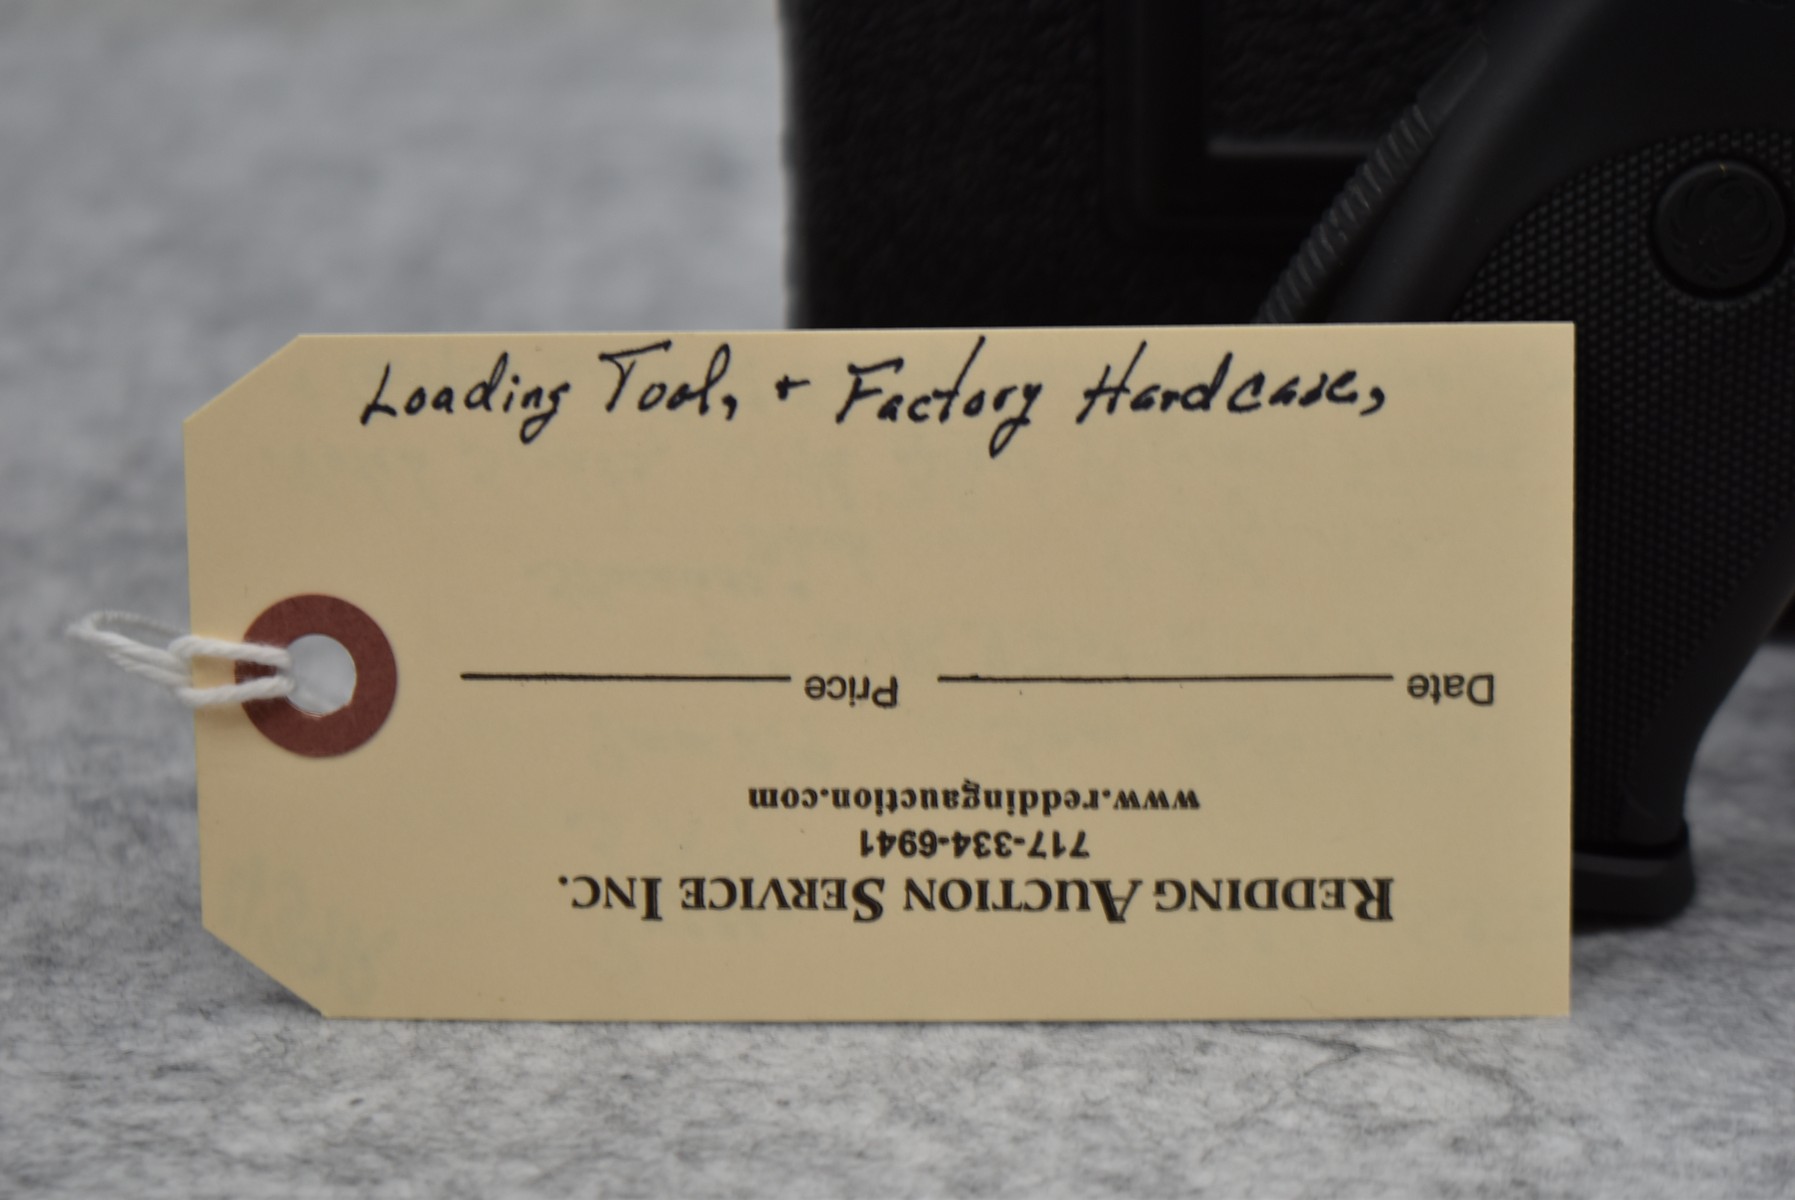 Loading Tool, + Factory Hardcase,
Date Price
www.reddingauction.com
717-334-6941
REDDING AUCTION SERVICE INC.